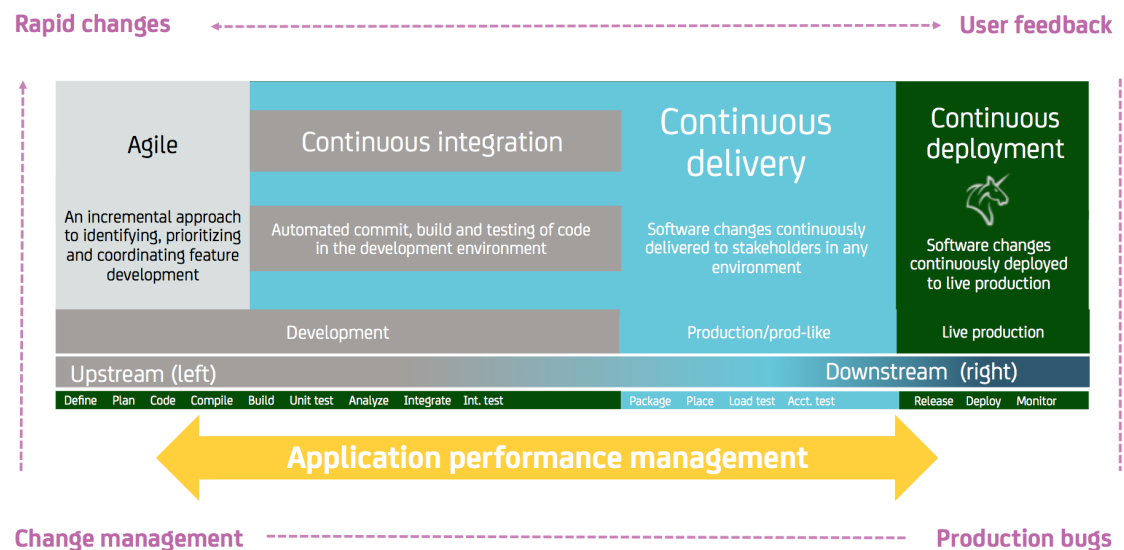 Rapid changes
User feedback
Agile
An incremental approach
to identifying, prioritizing
and coordinating feature
development
Continuous integration
Automated commit, build and testing of code
in the development environment
Continuous
delivery
Software changes continuously
delivered to stakeholders in any
environment
Continuous
deployment
Software changes
continuously deployed
to live production
Development
Production/prod-like
Live production
Upstream (left)
Downstream (right)
Define Plan Code Compile Build Unit test Analyze Integrate Int. test
Package Place Load test Acct. test
Release Deploy Monitor
Application performance management
Change management
Production bugs